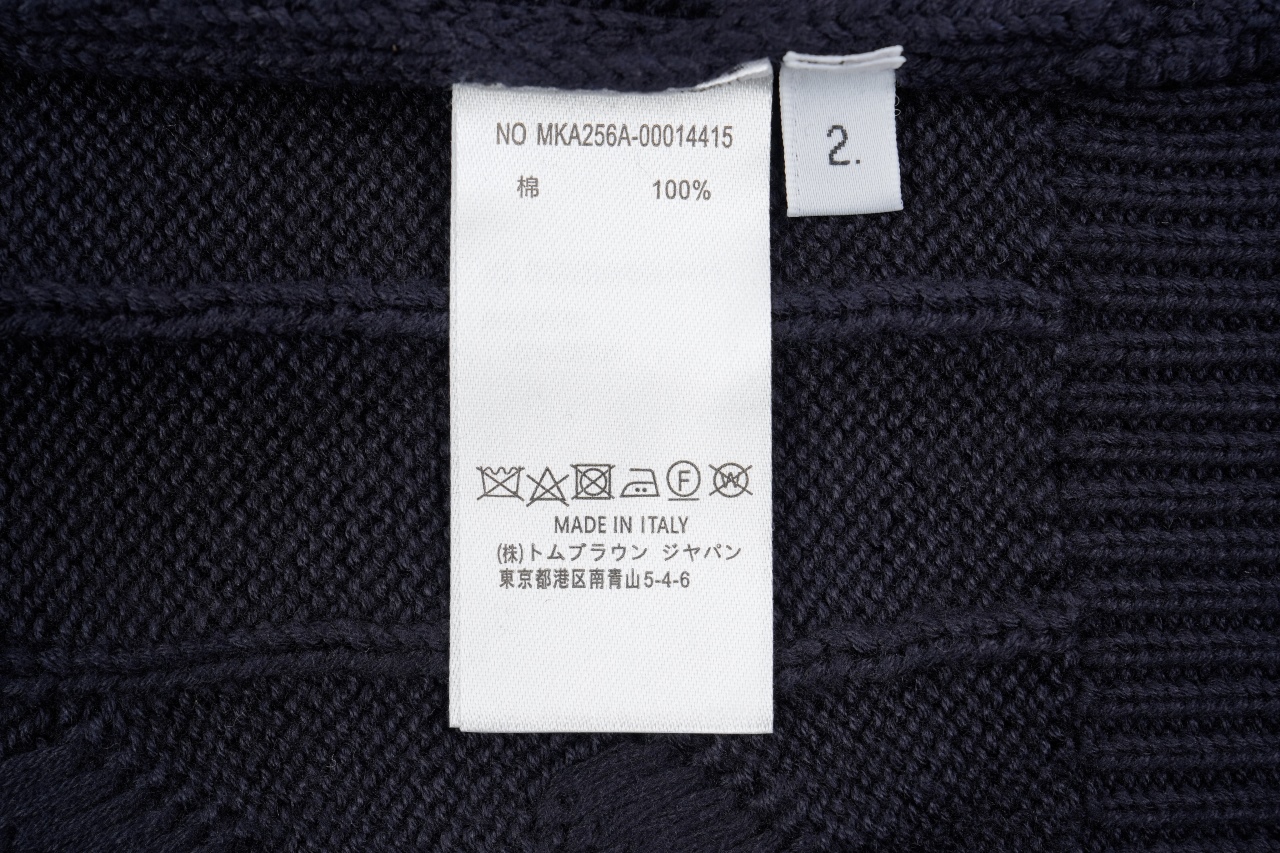 NO MKA256A-00014415
棉 100%
2.
F W
MADE IN ITALY
(株)トムブラウン ジャパン
東京都港区南青山5-4-6